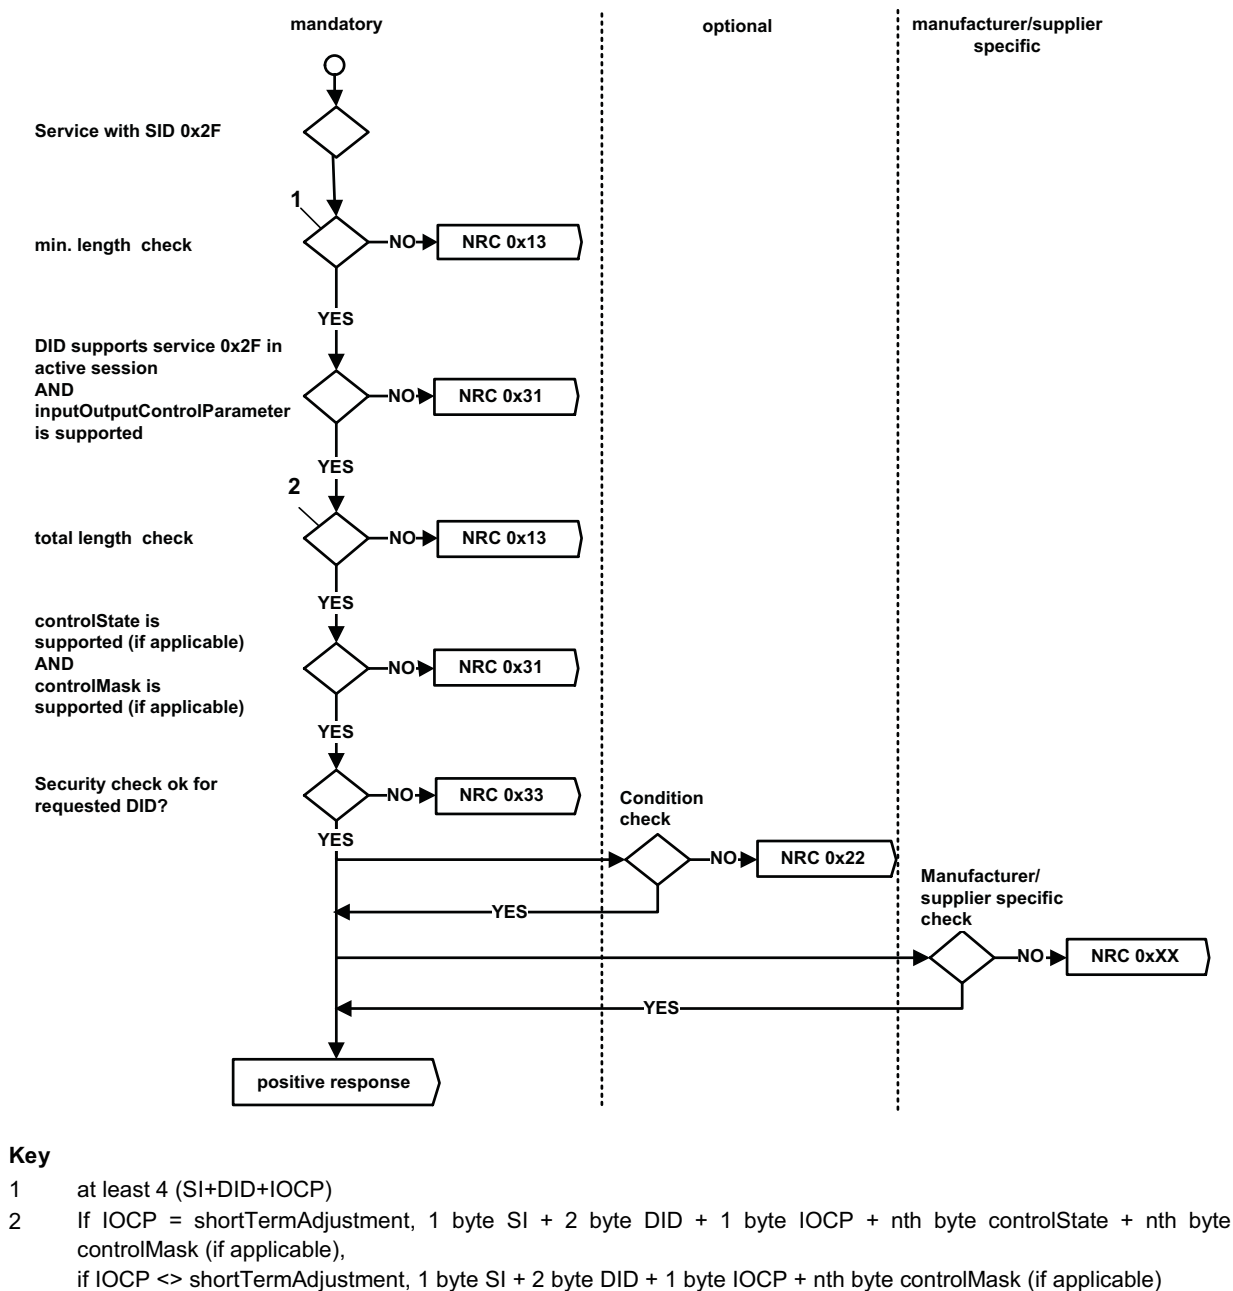 mandatory
optional
manufacturer/supplier
specific
Service with SID 0x2F
1
min. length check
NO
NRC 0x13
YES
DID supports service 0x2F in
active session
AND
inputOutputControlParameter
is supported
NO
NRC 0x31
YES
2
total length check
NO
NRC 0x13
YES
controlState is
supported (if applicable)
AND
controlMask is
supported (if applicable)
NO
NRC 0x31
YES
Security check ok for
requested DID?
NO
NRC 0x33
YES
Condition
check
NO
NRC 0x22
YES
Manufacturer/
supplier specific
check
NO
NRC 0xXX
YES
positive response
Key
1 at least 4 (SI+DID+IOCP)
2 If IOCP = shortTermAdjustment, 1 byte SI + 2 byte DID + 1 byte IOCP + nth byte controlState + nth byte
controlMask (if applicable),
if IOCP <> shortTermAdjustment, 1 byte SI + 2 byte DID + 1 byte IOCP + nth byte controlMask (if applicable)